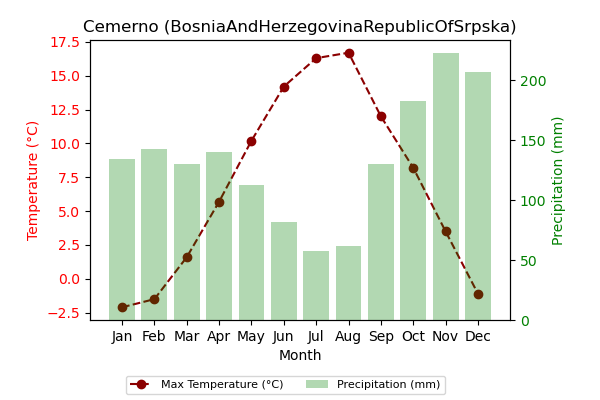 Cemerno (BosniaAndHerzegovinaRepublicOfSrpska)
Temperature (°C)
17.5
15.0
12.5
10.0
7.5
5.0
2.5
0.0
−2.5
200
150
100
50
0
Precipitation (mm)
Jan Feb Mar Apr May Jun Jul Aug Sep Oct Nov Dec
Month
Max Temperature (°C) Precipitation (mm)